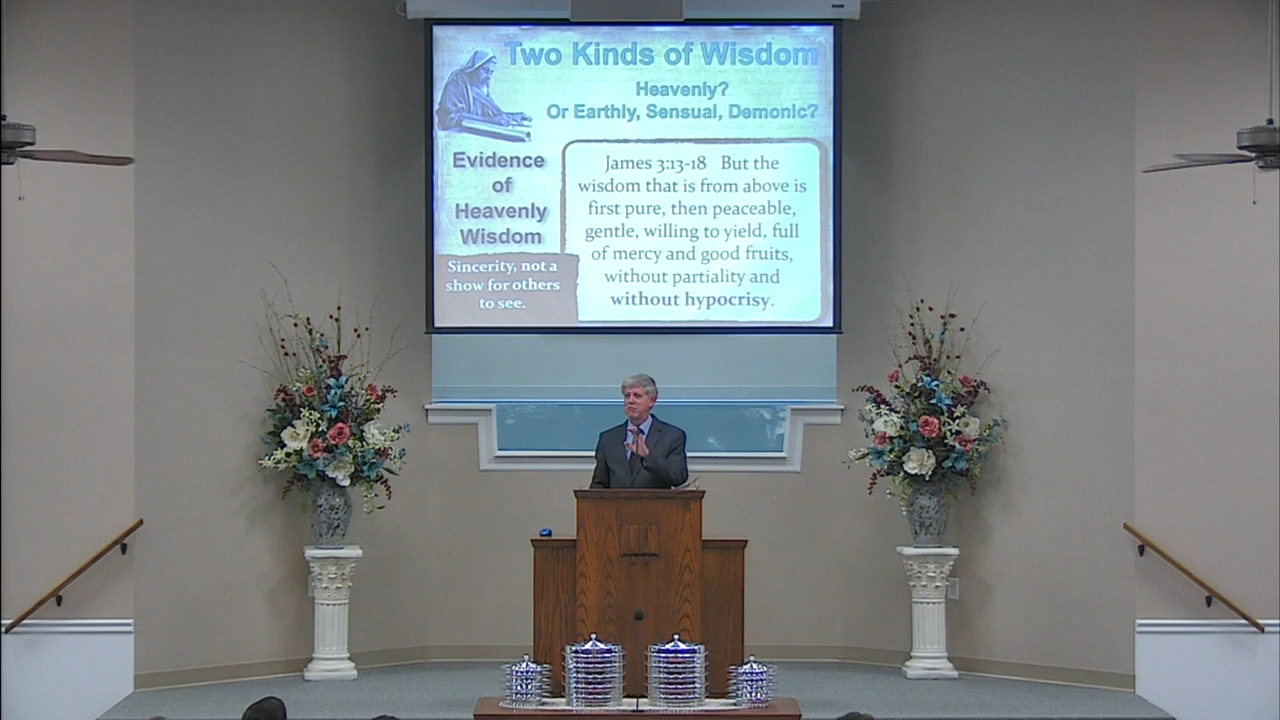 Two Kinds of Wisdom
Heavenly?
Or Earthly, Sensual, Demonic?
Evidence
of
Heavenly
Wisdom
Sincerity, not a
show for others
to see.
James 3:13-18 But the
wisdom that is from above is
first pure, then peaceable,
gentle, willing to yield, full
of mercy and good fruits,
without partiality and
without hypocrisy.